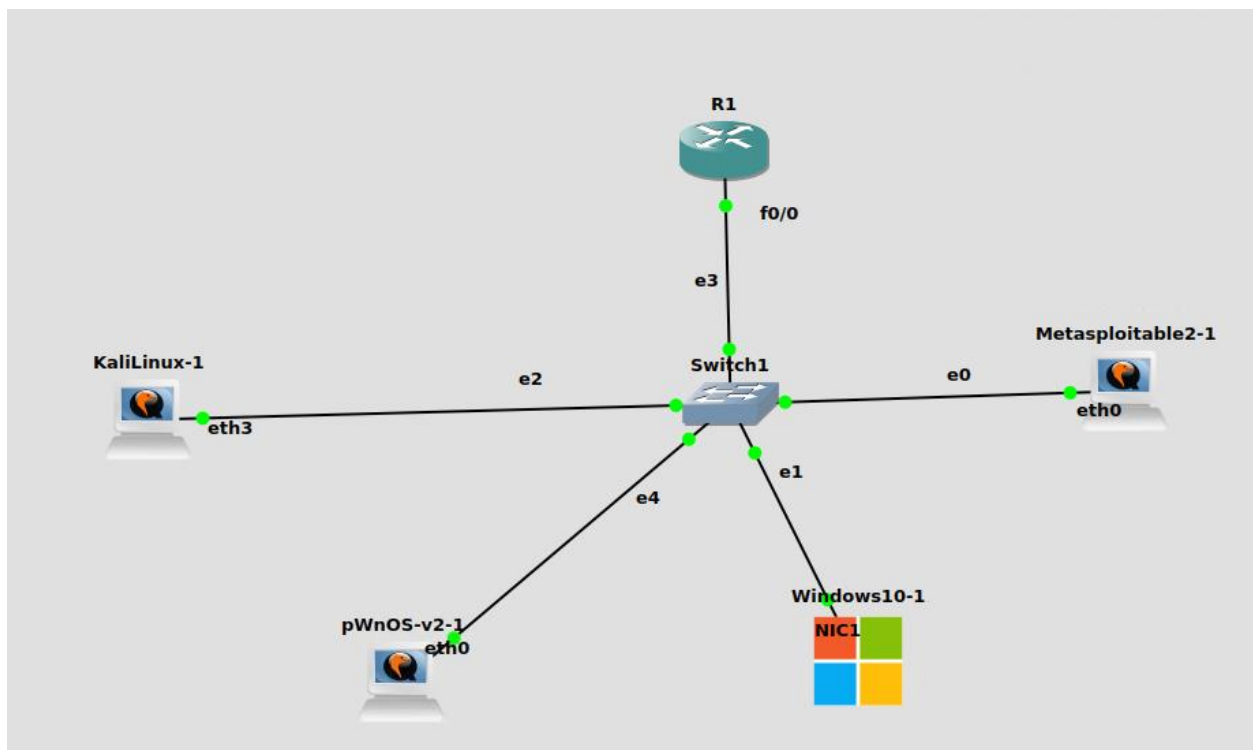 R1
f0/0
e3
KaliLinux-1
eth3
e2
Switch1
e0
Metasploitable2-1
eth0
e4
e1
pWnOS-v2-1
eth0
Windows10-1
NIC1